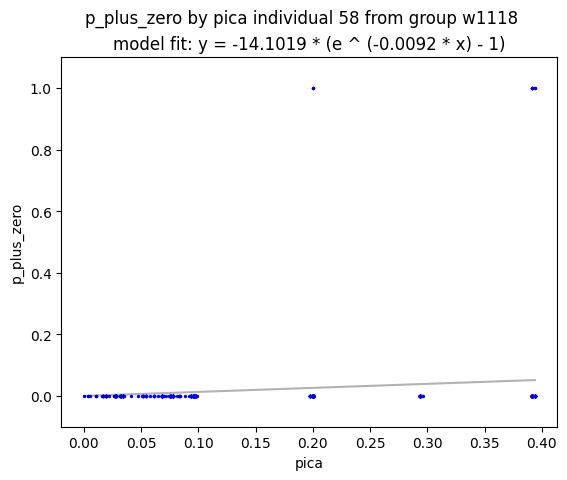 p_plus_zero by pica individual 58 from group w1118
model fit: y = -14.1019 * (e ^ (-0.0092 * x) - 1)
1.0
0.8
0.6
0.4
0.2
0.0
p_plus_zero
0.00 0.05 0.10 0.15 0.20 0.25 0.30 0.35 0.40
pica